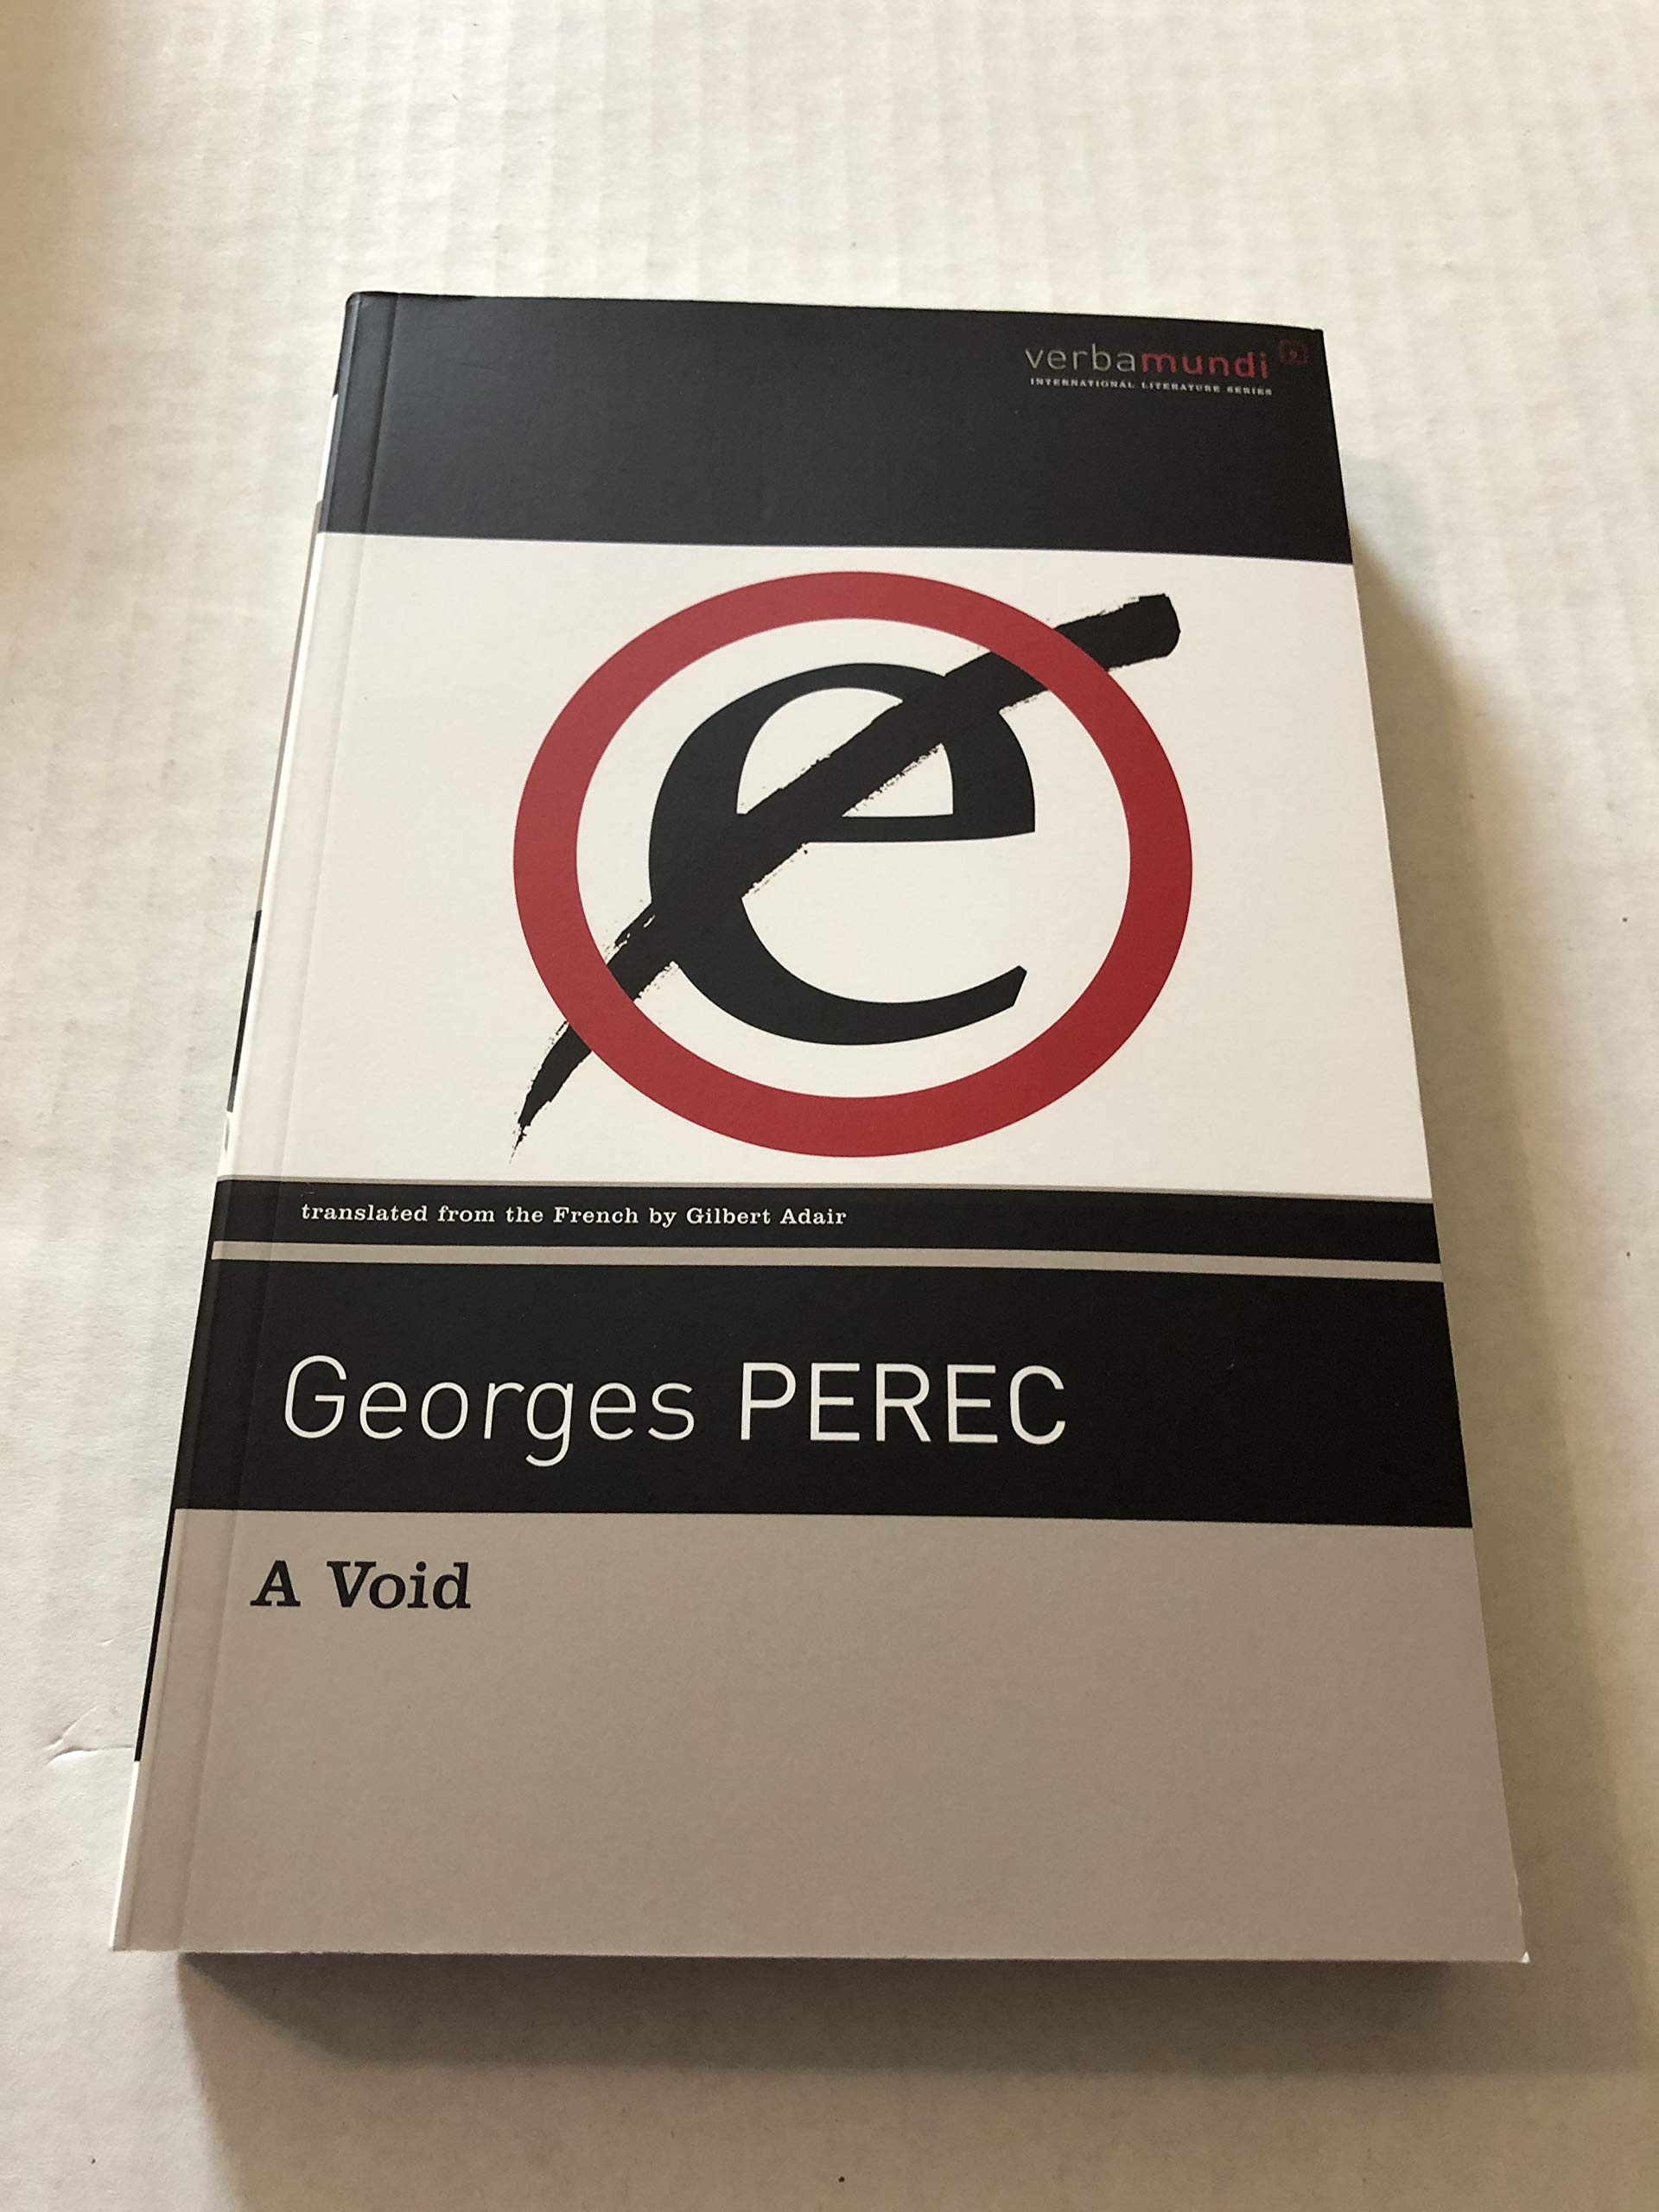 verbamundi
INTERNATIONAL LITERATURE SERIES
e
translated from the French by Gilbert Adair
Georges PEREC
A Void